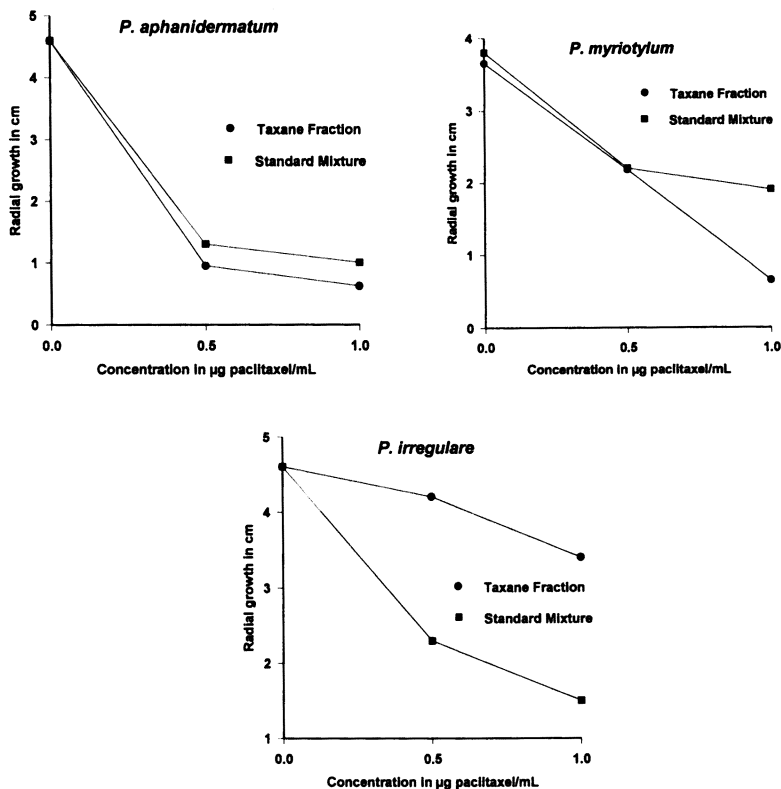 P. aphanidermatum
5
4
3
2
1
0
Radial growth in cm
Taxane Fraction
Standard Mixture
0.0 0.5 1.0
Concentration in µg paclitaxel/mL
P. myriotylum
4
3
2
1
0
Radial growth in cm
Taxane Fraction
Standard Mixture
0.0 0.5 1.0
Concentration in µg paclitaxel/mL
P. irregulare
5
4
3
2
1
Radial growth in cm
Taxane Fraction
Standard Mixture
0.0 0.5 1.0
Concentration in µg paclitaxel/mL